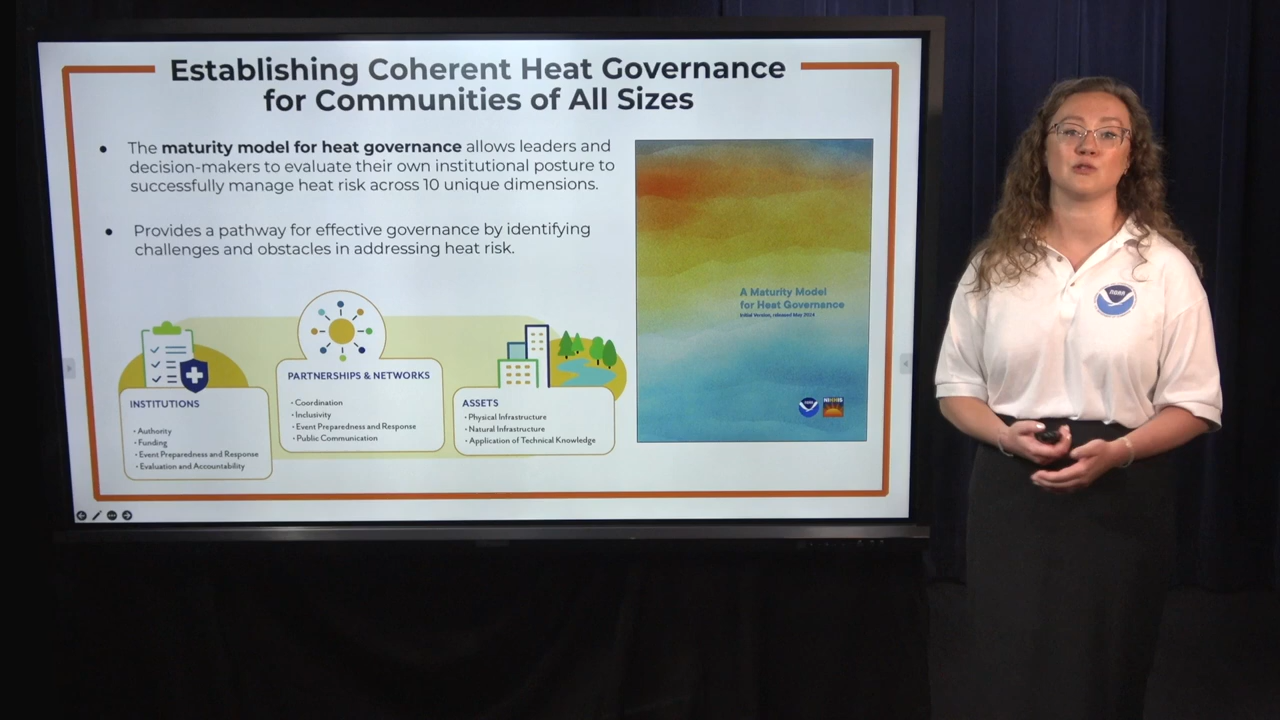 Establishing Coherent Heat Governance
for Communities of All Sizes
• The maturity model for heat governance allows leaders and
decision-makers to evaluate their own institutional posture to
successfully manage heat risk across 10 unique dimensions.
• Provides a pathway for effective governance by identifying
challenges and obstacles in addressing heat risk.
INSTITUTIONS
• Authority
• Funding
• Event Preparedness and Response
• Evaluation and Accountability
PARTNERSHIPS & NETWORKS
• Coordination
• Inclusivity
• Event Preparedness and Response
• Public Communication
ASSETS
• Physical Infrastructure
• Natural Infrastructure
• Application of Technical Knowledge
A Maturity Model
for Heat Governance
Initial Version, released May 2024
NIHHIS
noaa